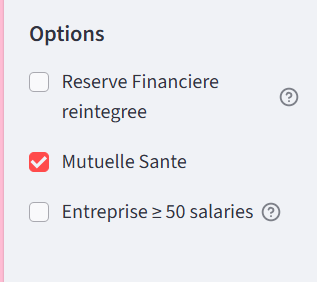 Options
Reserve Financiere
reintegree
Mutuelle Sante
Entreprise ≥ 50 salaries